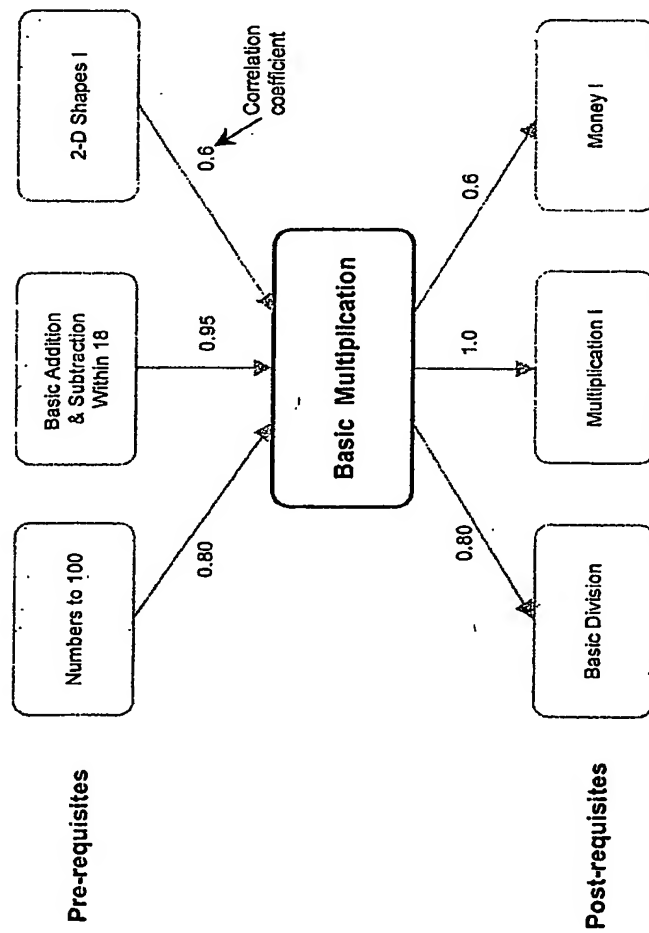 Pre-requisites
Numbers to 100
Basic Addition
& Subtraction
Within 18
2-D Shapes I
0.80
0.95
0.6
Correlation
coefficient
Basic Multiplication
0.80
1.0
0.6
Post-requisites
Basic Division
Multiplication I
Money I